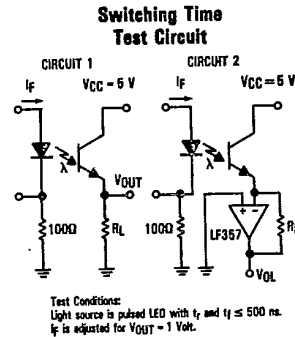 Switching Time
Test Circuit
CIRCUIT 1
CIRCUIT 2
IF
VCC = 5 V
IF
VCC = 5 V
λ
λ
VOUT
100Ω
RL
100Ω
LF357
R
VOL
Test Conditions:
Light source is pulsed LED with tr and tf ≤ 500 ns.
IF is adjusted for VOUT = 1 Volt.